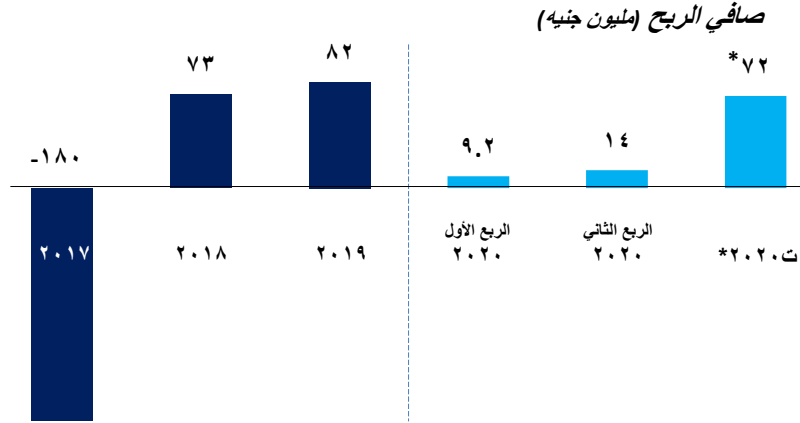 صافي الربح (مليون جنيه)
-١٨٠
٧٣
٨٢
٩.٢
١٤
٧٢*
٢٠١٧
٢٠١٨
٢٠١٩
الربع الأول
٢٠٢٠
الربع الثاني
٢٠٢٠
ت٢٠٢٠*